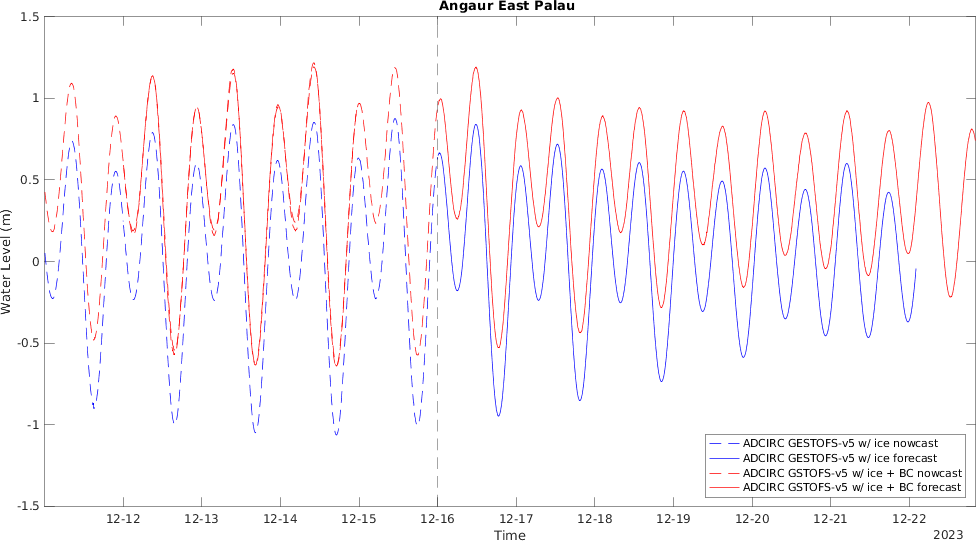 Angaur East Palau
1.5
1
0.5
0
-0.5
-1
-1.5
Water Level (m)
12-12 12-13 12-14 12-15 12-16 12-17 12-18 12-19 12-20 12-21 12-22
Time
2023
ADCIRC GESTOFS-v5 w/ ice nowcast
ADCIRC GESTOFS-v5 w/ ice forecast
ADCIRC GSTOFS-v5 w/ ice + BC nowcast
ADCIRC GSTOFS-v5 w/ ice + BC forecast